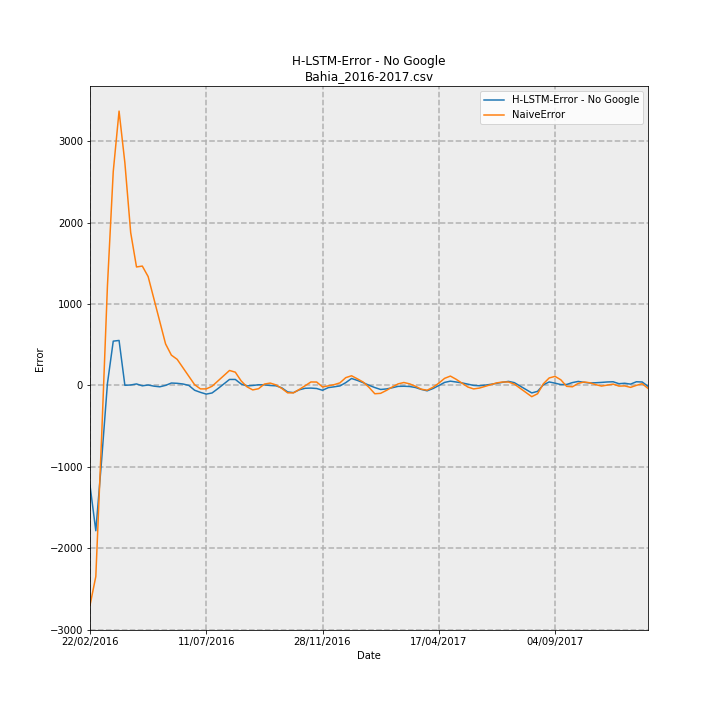 H-LSTM-Error - No Google
Bahia_2016-2017.csv
H-LSTM-Error - No Google
NaiveError
3000
2000
1000
0
−1000
−2000
−3000
Error
22/02/2016 11/07/2016 28/11/2016 17/04/2017 04/09/2017
Date